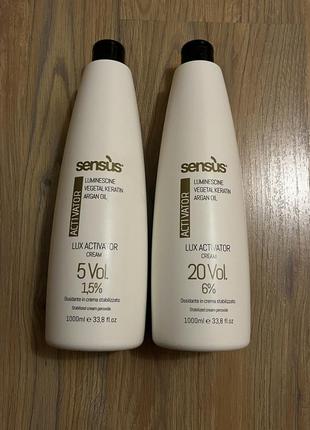 sensùs
ACTIVATOR
LUMINESCINE
VEGETAL KERATIN
ARGAN OIL
LUX ACTIVATOR
CREAM
5 Vol.
1,5%
Ossidante in crema stabilizzato
Stabilized cream peroxide
1000ml e 33,8 fl.oz
sensùs
ACTIVATOR
LUMINESCINE
VEGETAL KERATIN
ARGAN OIL
LUX ACTIVATOR
CREAM
20 Vol.
6%
Ossidante in crema stabilizzato
Stabilized cream peroxide
1000ml e 33,8 fl.oz